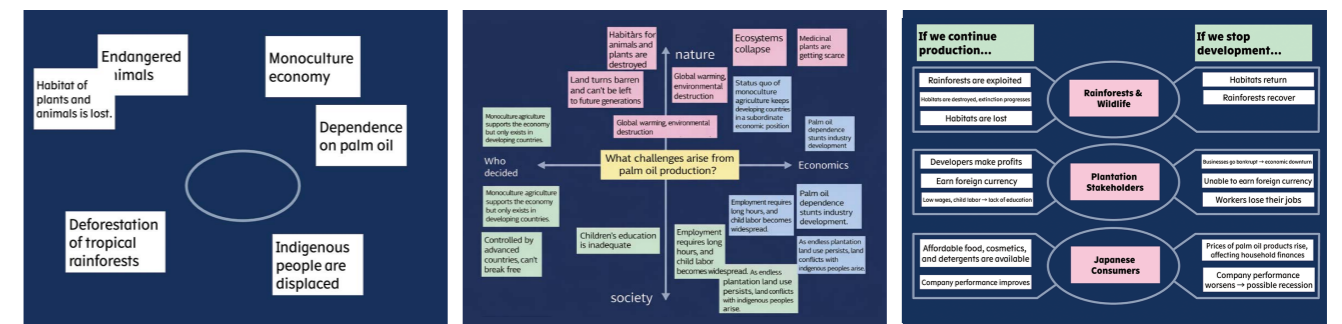 Endangered
animals
Habitat of
plants and
animals is lost.
Monoculture
economy
Dependence
on palm oil
Deforestation
of tropical
rainforests
Indigenous
people are
displaced
Habitars for
animals and
plants are
destroyed
nature
Ecosystems
collapse
Medicinal
plants are
getting scarce
Land turns barren
and can't be left
to future generations
Global warming,
environmental
destruction
Status quo of
monoculture
agriculture keeps
developing countries
in a subordinate
economic position
Monoculture agriculture
supports the economy
but only exists in
developing countries.
Global warming, environmental
destruction
Palm oil
dependence
stunts industry
development
Who
decided
What challenges arise from
palm oil production?
Economics
Monoculture agriculture
supports the economy
but only exists in
developing countries.
Employment requires
long hours, and
child labor becomes
widespread.
Palm oil
dependence
stunts industry
development.
Controlled by
advanced
countries, can't
break free
Children's education
is inadequate
Employment
requires long
hours, and
child labor
becomes widespread.
As endless plantation
land use persists, land
conflicts with
indigenous peoples arise.
As endless
plantation land use
persists, land conflicts
with indigenous peoples
arise.
society
If we continue
production...
If we stop
development...
Rainforests are exploited
Habitats are destroyed, extinction progresses
Habitats are lost
Rainforests &
Wildlife
Habitats return
Rainforests recover
Developers make profits
Earn foreign currency
Low wages, child labor → lack of education
Plantation
Stakeholders
Businesses go bankrupt → economic downturn
Unable to earn foreign currency
Workers lose their jobs
Affordable food, cosmetics,
and detergents are available
Company performance improves
Japanese
Consumers
Prices of palm oil products rise,
affecting household finances
Company performance
worsens → possible recession